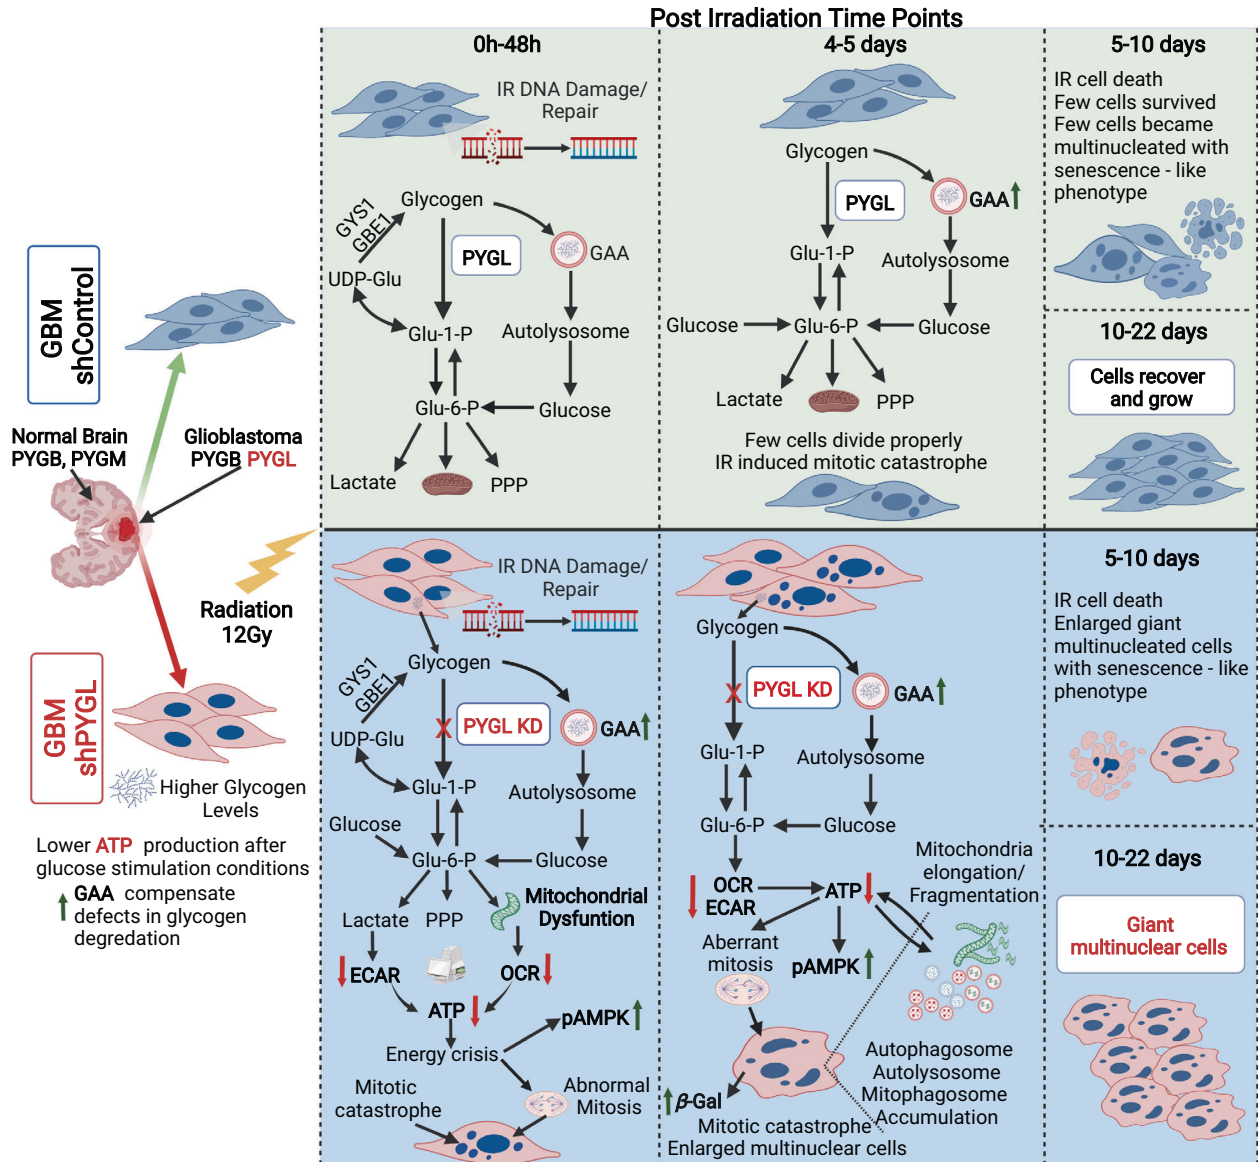 Post Irradiation Time Points
0h-48h
IR DNA Damage/
Repair
Glycogen
GYS1
GBE1
PYGL
GAA
UDP-Glu
Glu-1-P
Autolysosome
Glu-6-P
Glucose
Lactate
PPP
4-5 days
Glycogen
PYGL
GAA
Glu-1-P
Autolysosome
Glucose
Glu-6-P
Glucose
Lactate
PPP
Few cells divide properly
IR induced mitotic catastrophe
5-10 days
IR cell death
Few cells survived
Few cells became
multinucleated with
senescence - like
phenotype
10-22 days
Cells recover
and grow
GBM
shControl
Normal Brain
PYGB, PYGM
Glioblastoma
PYGB PYGL
Radiation
12Gy
GBM
shPYGL
Higher Glycogen
Levels
Lower ATP production after
glucose stimulation conditions
GAA compensate
defects in glycogen
degredation
IR DNA Damage/
Repair
Glycogen
GYS1
GBE1
X
PYGL KD
GAA
UDP-Glu
Glu-1-P
Autolysosome
Glucose
Glu-6-P
Glucose
Lactate
PPP
Mitochondrial
Dysfuntion
ECAR
OCR
ATP
pAMPK
Energy crisis
Mitotic
catastrophe
Abnormal
Mitosis
Glycogen
X
PYGL KD
GAA
Glu-1-P
Autolysosome
Glu-6-P
Glucose
OCR
ECAR
ATP
Mitochondria
elongation/
Fragmentation
Aberrant
mitosis
pAMPK
β-Gal
Autophagosome
Autolysosome
Mitophagosome
Accumulation
Mitotic catastrophe
Enlarged multinuclear cells
5-10 days
IR cell death
Enlarged giant
multinucleated cells
with senescence - like
phenotype
10-22 days
Giant
multinuclear cells